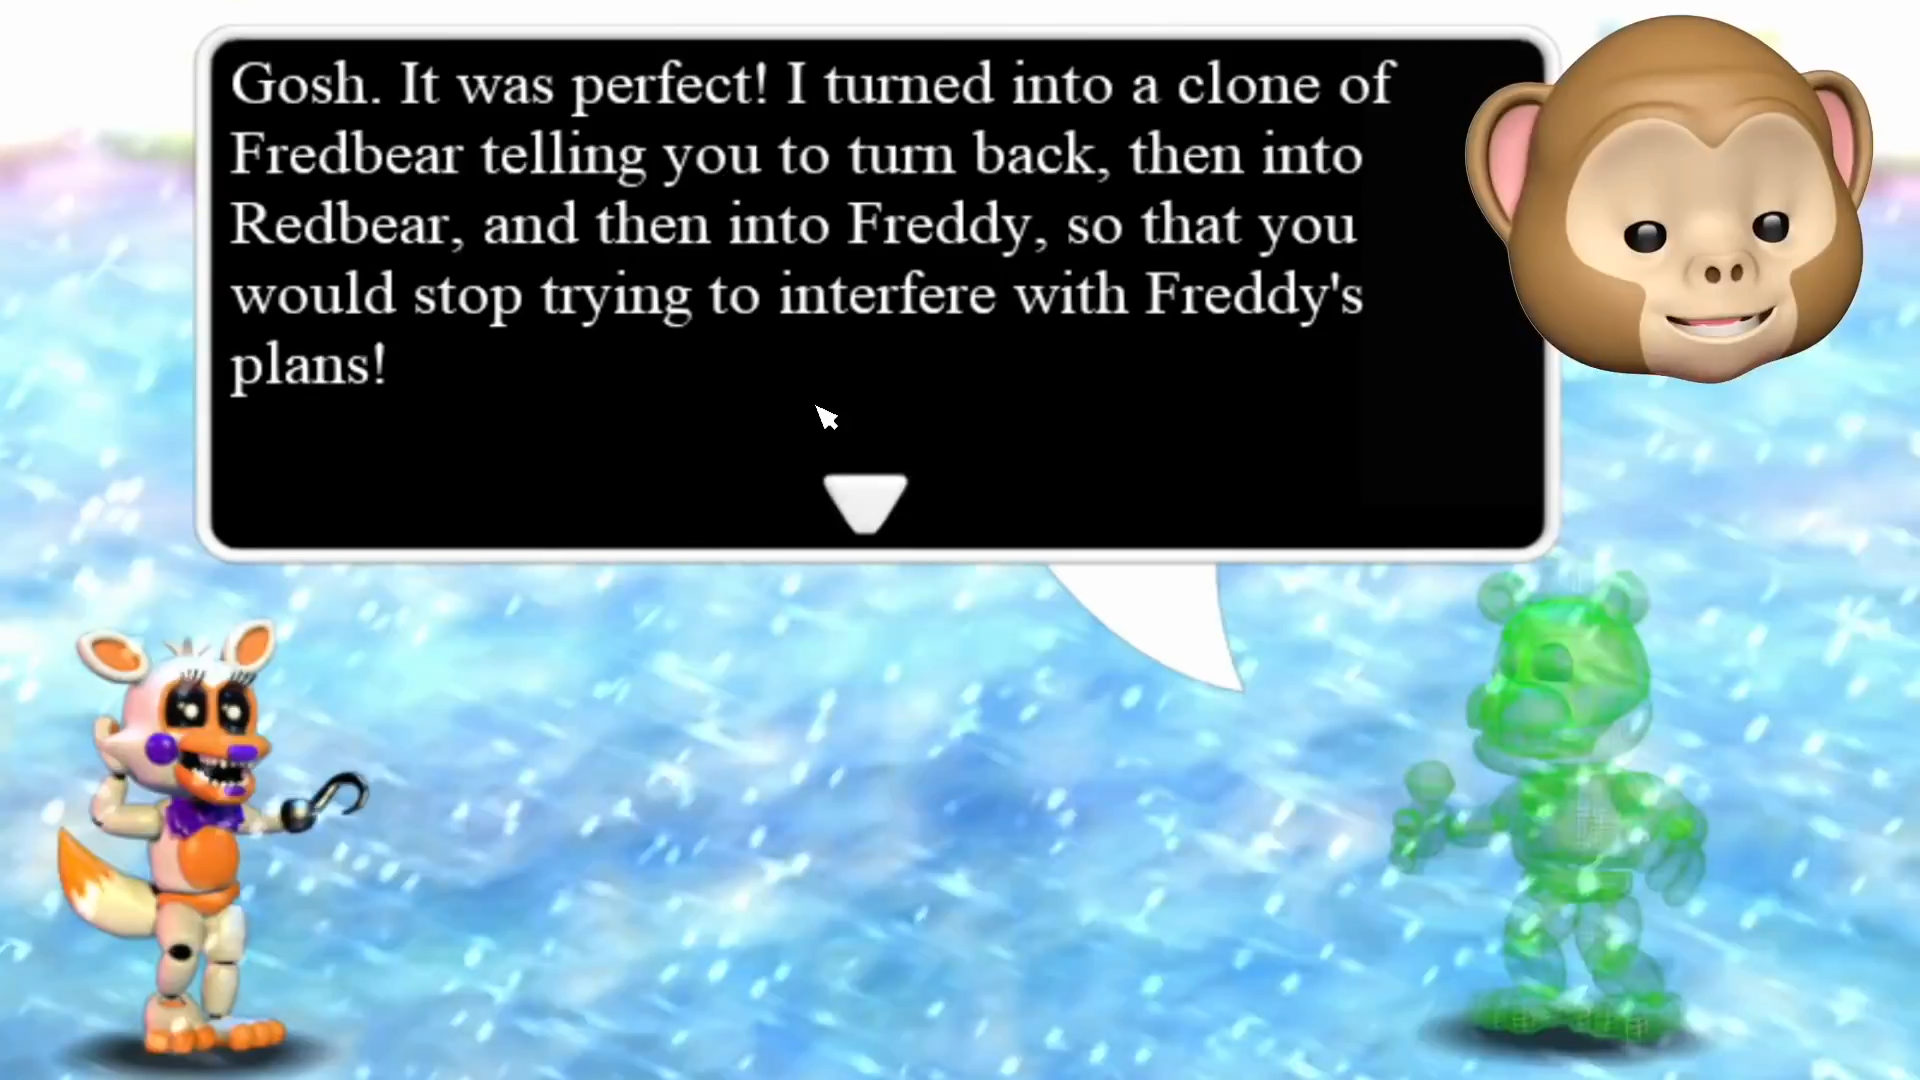 Gosh. It was perfect! I turned into a clone of
Fredbear telling you to turn back, then into
Redbear, and then into Freddy, so that you
would stop trying to interfere with Freddy's
plans!